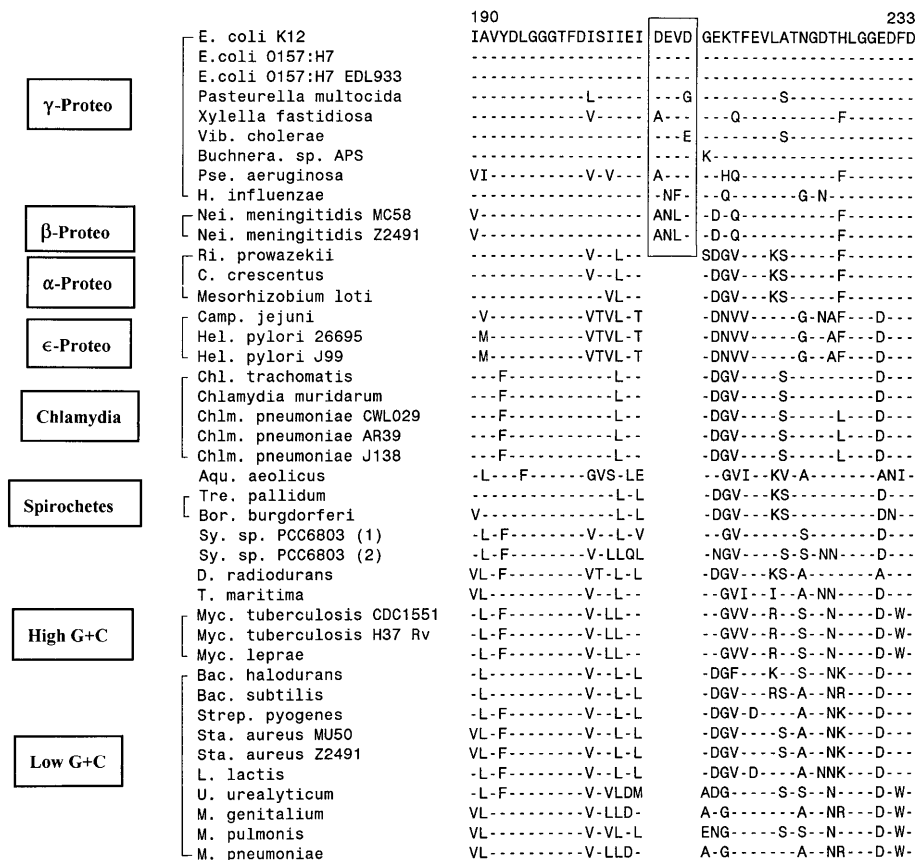 190 233
E. coli K12 IAVYDLGGGTFDISIIEI DEVD GEKTFEVLATNGDTHLGGEDFD
E.coli O157:H7 ------------------ ---- ----------------------
E.coli O157:H7 EDL933 ------------------ ---- ----------------------
Pasteurella multocida ------------L----- ---G --------S-------------
γ-Proteo
Xylella fastidiosa ------------V----- A--- ---Q----------F-------
Vib. cholerae ------------------ ---E --------S-------------
Buchnera. sp. APS ------------------ ---- K---------------------
Pse. aeruginosa VI----------V-V--- A--- --HQ----------F-------
H. influenzae ------------------ -NF- --Q-------G-N---------
β-Proteo
Nei. meningitidis MC58 V----------------- ANL- -D-Q----------F-------
Nei. meningitidis Z2491 V----------------- ANL- -D-Q----------F-------
α-Proteo
Ri. prowazekii ------------V--L-- SDGV---KS-----F-------
C. crescentus ------------V--L-- -DGV---KS-----F-------
Mesorhizobium loti --------------VL-- -DGV---KS-----F-------
ϵ-Proteo
Camp. jejuni -V----------VTVL-T -DNVV-----G-NAF---D---
Hel. pylori 26695 -M----------VTVL-T -DNVV-----G--AF---D---
Hel. pylori J99 -M----------VTVL-T -DNVV-----G--AF---D---
Chlamydia
Chl. trachomatis ---F-----------L-- -DGV----S---------D---
Chlamydia muridarum ---F-----------L-- -DGV----S---------D---
Chlm. pneumoniae CWL029 ---F-----------L-- -DGV----S-----L---D---
Chlm. pneumoniae AR39 ---F-----------L-- -DGV----S-----L---D---
Chlm. pneumoniae J138 ---F-----------L-- -DGV----S-----L---D---
Aqu. aeolicus -L---F------GVS-LE --GVI--KV-A-------ANI-
Spirochetes
Tre. pallidum ---------------L-L -DGV---KS---------D---
Bor. burgdorferi V--------------L-L -DGV---KS---------DN--
Sy. sp. PCC6803 (1) -L-F--------V--L-V --GV------S-------D---
Sy. sp. PCC6803 (2) -L-F--------V-LLQL -NGV----S-S-NN----D---
D. radiodurans VL-F--------VT-L-L -DGV---KS-A-------A---
T. maritima VL----------V--L-- --GVI--I--A-NN----D---
High G+C
Myc. tuberculosis CDC1551 -L-F--------V-LL-- --GVV--R--S--N----D-W-
Myc. tuberculosis H37 Rv -L-F--------V-LL-- --GVV--R--S--N----D-W-
Myc. leprae -L-F--------V-LL-- --GVV--R--S--N----D-W-
Bac. halodurans -L----------V--L-L -DGF---K--S--NK---D---
Bac. subtilis -L----------V--L-L -DGV---RS-A--NR---D---
Strep. pyogenes -L-F--------V--L-L -DGV-D----A--NK---D---
Sta. aureus MU50 VL-F--------V--L-L -DGV----S-A--NK---D---
Low G+C
Sta. aureus Z2491 VL-F--------V--L-L -DGV----S-A--NK---D---
L. lactis -L-F--------V--L-L -DGV-D----A-NNK---D---
U. urealyticum -L-F--------V-VLDM ADG-----S-S--N----D-W-
M. genitalium VL----------V-LLD- A-G-------A--NR---D-W-
M. pulmonis VL----------V-VL-L ENG-----S-S--N----D-W-
M. pneumoniae VL----------V-LLD- A-G-------A--NR---D-W-